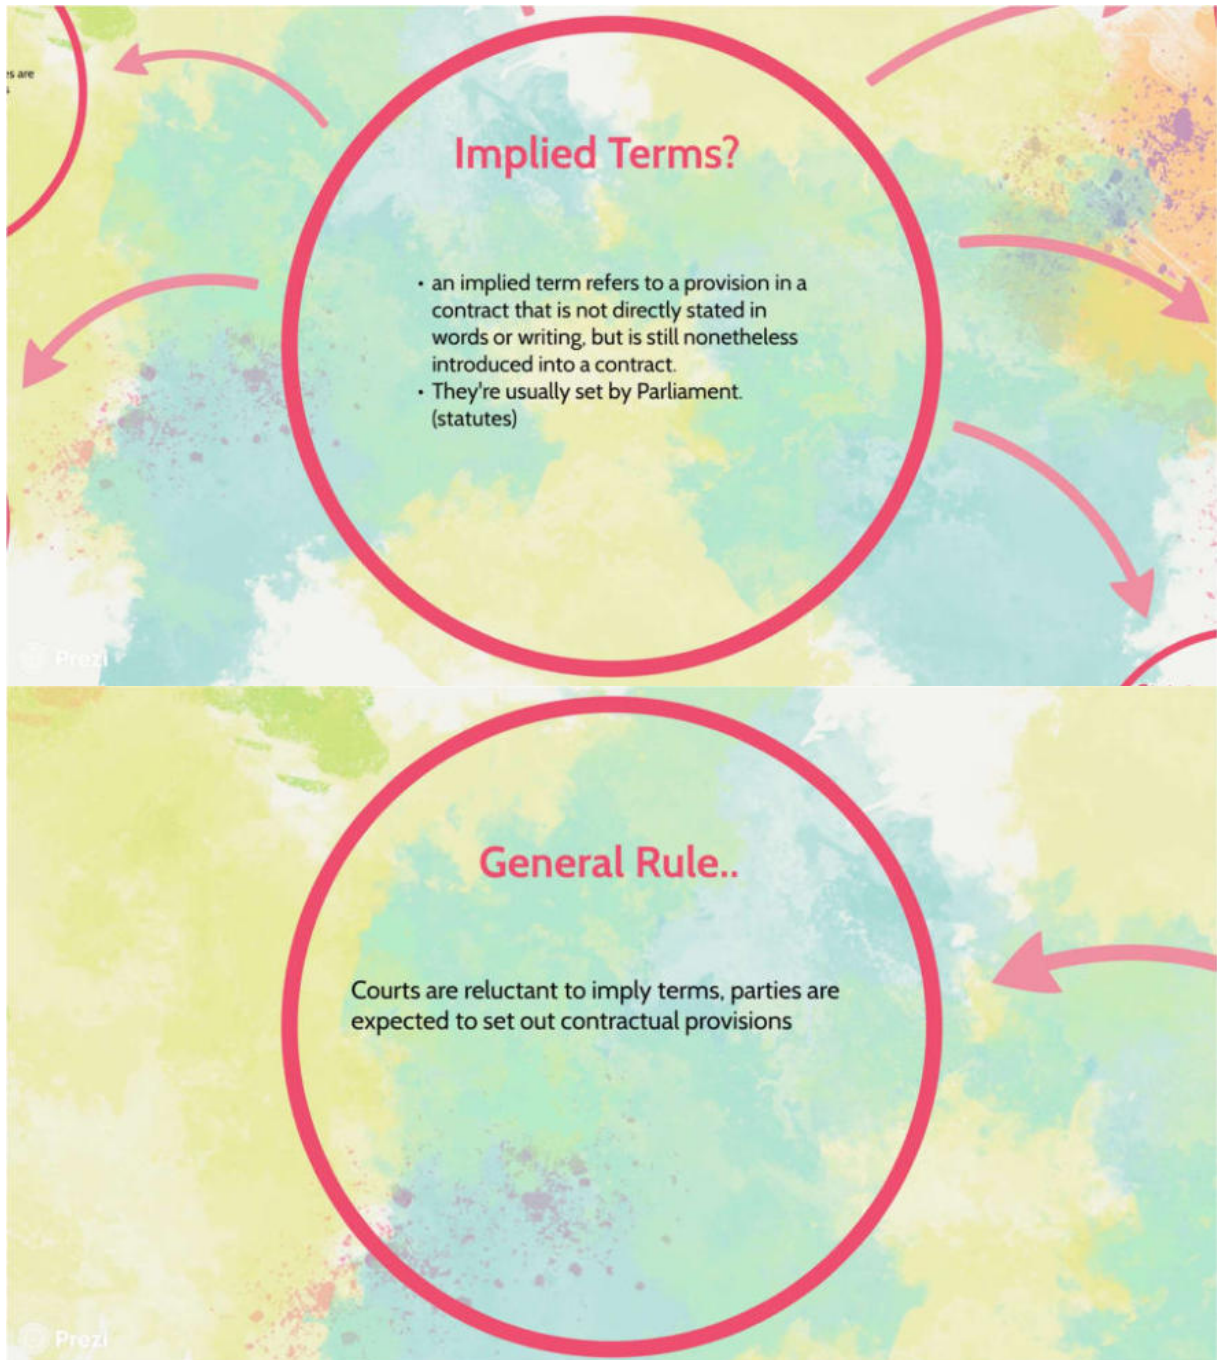 s are
Implied Terms?
• an implied term refers to a provision in a
contract that is not directly stated in
words or writing, but is still nonetheless
introduced into a contract.
• They're usually set by Parliament.
(statutes)
Prezi
General Rule..
Courts are reluctant to imply terms, parties are
expected to set out contractual provisions
Prezi